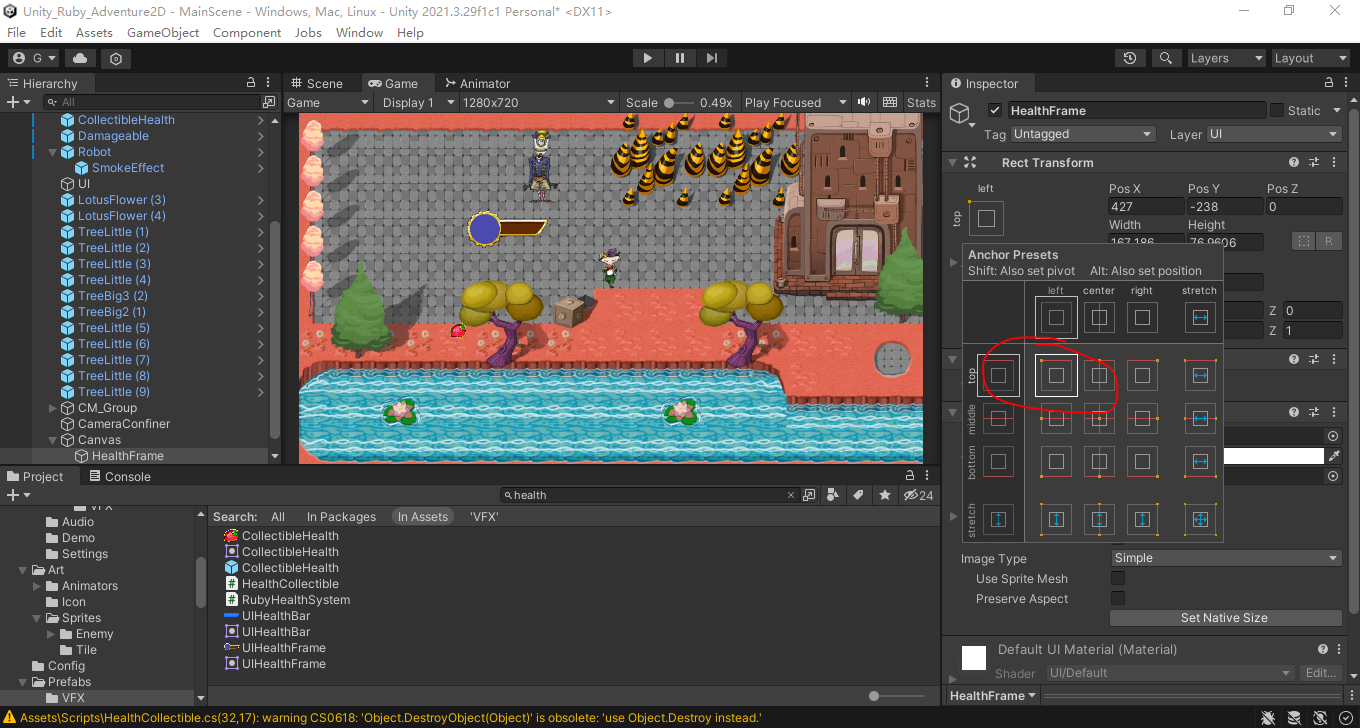 Unity_Ruby_Adventure2D - MainScene - Windows, Mac, Linux - Unity 2021.3.29f1c1 Personal* <DX11>
File Edit Assets GameObject Component Jobs Window Help
G Layers Layout
Hierarchy
All
CollectibleHealth
Damageable
Robot
SmokeEffect
UI
LotusFlower (3)
LotusFlower (4)
TreeLittle (1)
TreeLittle (2)
TreeLittle (3)
TreeLittle (4)
TreeBig3 (2)
TreeBig2 (1)
TreeLittle (5)
TreeLittle (6)
TreeLittle (7)
TreeLittle (8)
TreeLittle (9)
CM_Group
CameraConfiner
Canvas
HealthFrame
Scene Game Animator
Game Display 1 1280x720 Scale 0.49x Play Focused Stats
Inspector
HealthFrame Static
Tag Untagged Layer UI
Rect Transform
left Pos X Pos Y Pos Z
top 427 -238 0
Width Height
167.186 76.9606
R
Anchor Presets
Shift: Also set pivot Alt: Also set position
left center right stretch
Z 0
Z 1
top
middle
bottom
stretch
Image Type Simple
Use Sprite Mesh
Preserve Aspect
Set Native Size
Default UI Material (Material)
Shader UI/Default Edit...
HealthFrame
Project Console
health 24
Audio
Demo
Settings
Art
Animators
Icon
Sprites
Enemy
Tile
Config
Prefabs
VFX
Search: All In Packages In Assets 'VFX'
CollectibleHealth
CollectibleHealth
CollectibleHealth
HealthCollectible
RubyHealthSystem
UIHealthBar
UIHealthBar
UIHealthFrame
UIHealthFrame
Assets\Scripts\HealthCollectible.cs(32,17): warning CS0618: 'Object.DestroyObject(Object)' is obsolete: 'use Object.Destroy instead.'